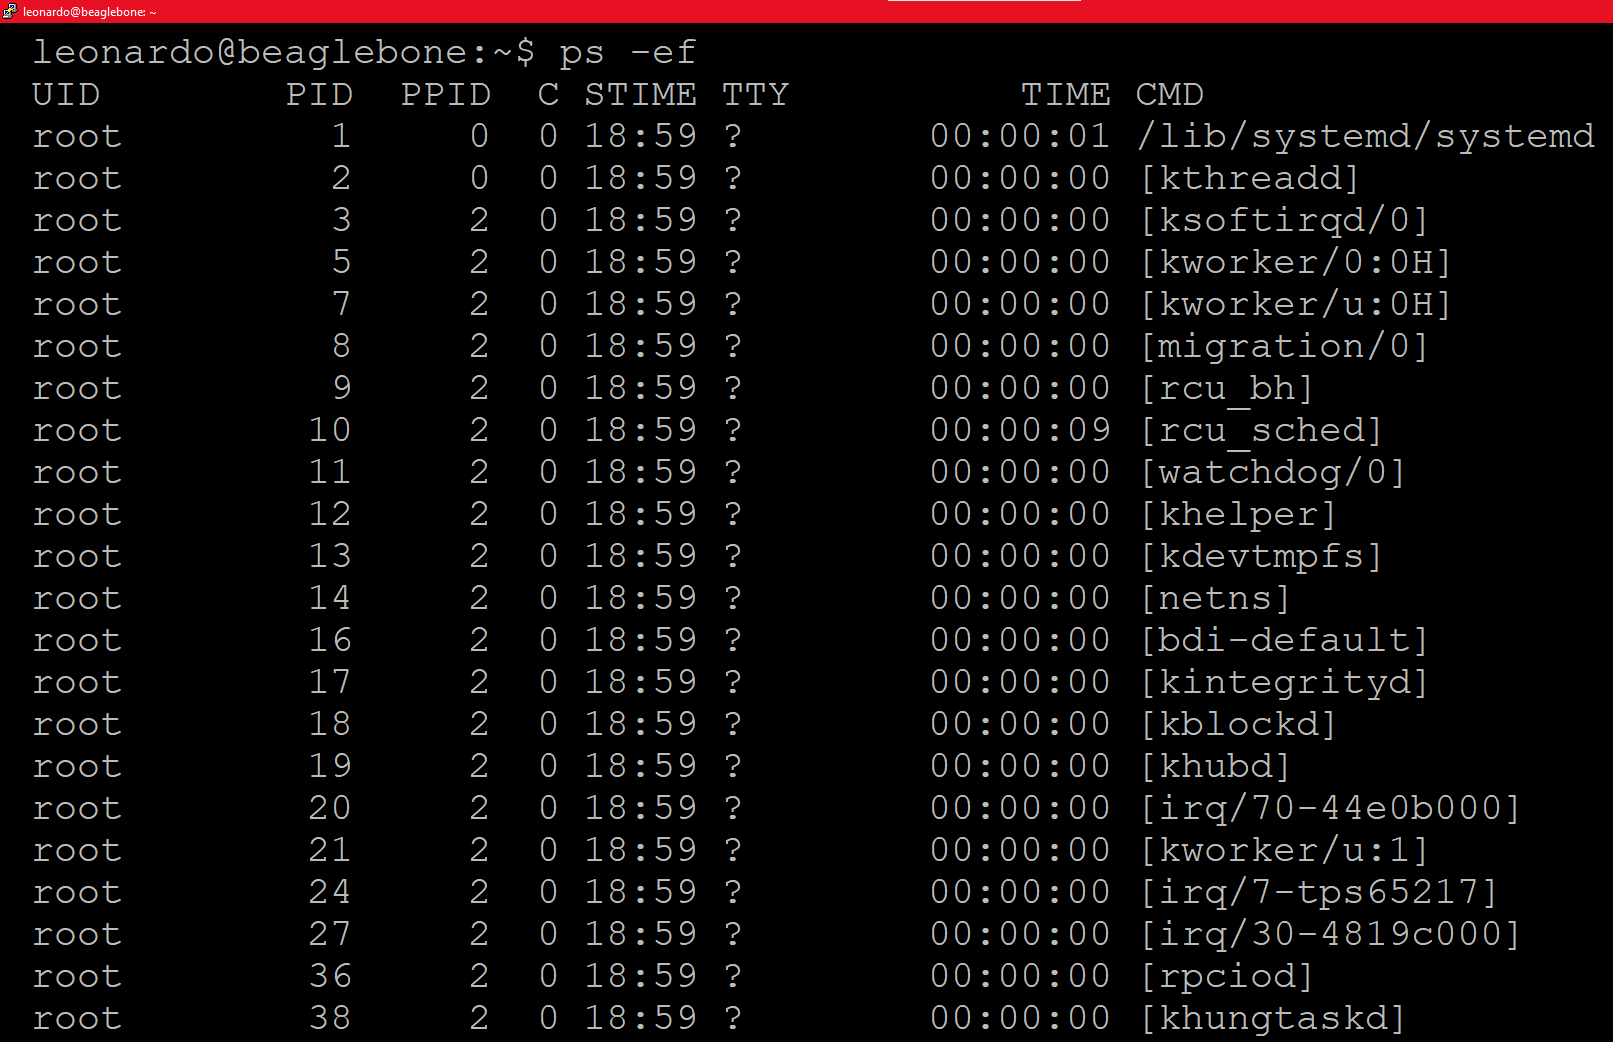 leonardo@beaglebone: ~
leonardo@beaglebone:~$ ps -ef
UID        PID  PPID  C STIME TTY          TIME CMD
root         1     0  0 18:59 ?        00:00:01 /lib/systemd/systemd
root         2     0  0 18:59 ?        00:00:00 [kthreadd]
root         3     2  0 18:59 ?        00:00:00 [ksoftirqd/0]
root         5     2  0 18:59 ?        00:00:00 [kworker/0:0H]
root         7     2  0 18:59 ?        00:00:00 [kworker/u:0H]
root         8     2  0 18:59 ?        00:00:00 [migration/0]
root         9     2  0 18:59 ?        00:00:00 [rcu_bh]
root        10     2  0 18:59 ?        00:00:09 [rcu_sched]
root        11     2  0 18:59 ?        00:00:00 [watchdog/0]
root        12     2  0 18:59 ?        00:00:00 [khelper]
root        13     2  0 18:59 ?        00:00:00 [kdevtmpfs]
root        14     2  0 18:59 ?        00:00:00 [netns]
root        16     2  0 18:59 ?        00:00:00 [bdi-default]
root        17     2  0 18:59 ?        00:00:00 [kintegrityd]
root        18     2  0 18:59 ?        00:00:00 [kblockd]
root        19     2  0 18:59 ?        00:00:00 [khubd]
root        20     2  0 18:59 ?        00:00:00 [irq/70-44e0b000]
root        21     2  0 18:59 ?        00:00:00 [kworker/u:1]
root        24     2  0 18:59 ?        00:00:00 [irq/7-tps65217]
root        27     2  0 18:59 ?        00:00:00 [irq/30-4819c000]
root        36     2  0 18:59 ?        00:00:00 [rpciod]
root        38     2  0 18:59 ?        00:00:00 [khungtaskd]